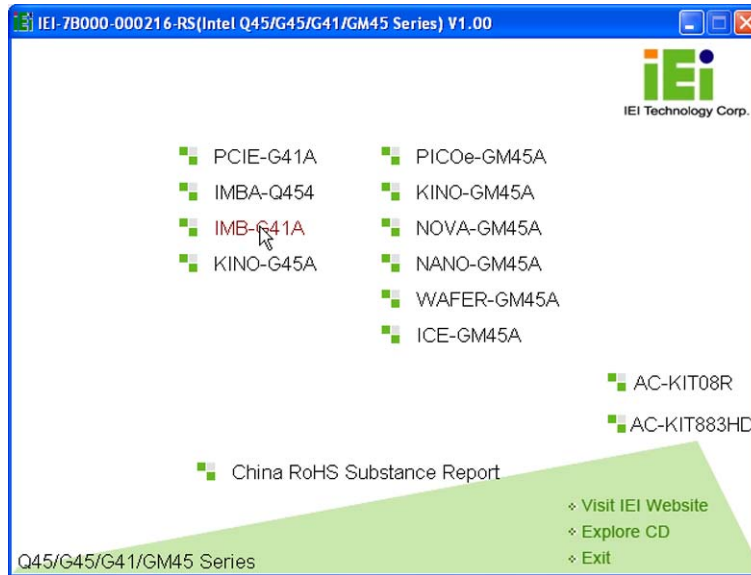 IEI-7B000-000216-RS(Intel Q45/G45/G41/GM45 Series) V1.00
iEi
IEI Technology Corp.
PCIE-G41A
IMBA-Q454
IMB-G41A
KINO-G45A
PICOe-GM45A
KINO-GM45A
NOVA-GM45A
NANO-GM45A
WAFER-GM45A
ICE-GM45A
AC-KIT08R
AC-KIT883HD
China RoHS Substance Report
Visit IEI Website
Explore CD
Exit
Q45/G45/G41/GM45 Series